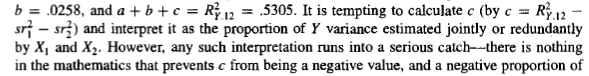 b = .0258, and a + b + c = R²Y.12 = .5305. It is tempting to calculate c (by c = R²Y.12 −
sr²1 − sr²2) and interpret it as the proportion of Y variance estimated jointly or redundantly
by X1 and X2. However, any such interpretation runs into a serious catch—there is nothing
in the mathematics that prevents c from being a negative value, and a negative proportion of